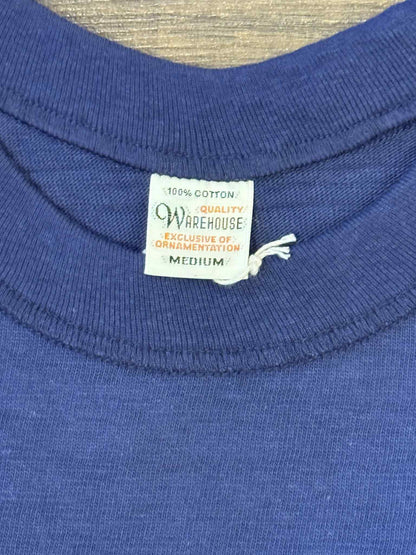 100% COTTON
QUALITY
WAREHOUSE
EXCLUSIVE OF
ORNAMENTATION
MEDIUM